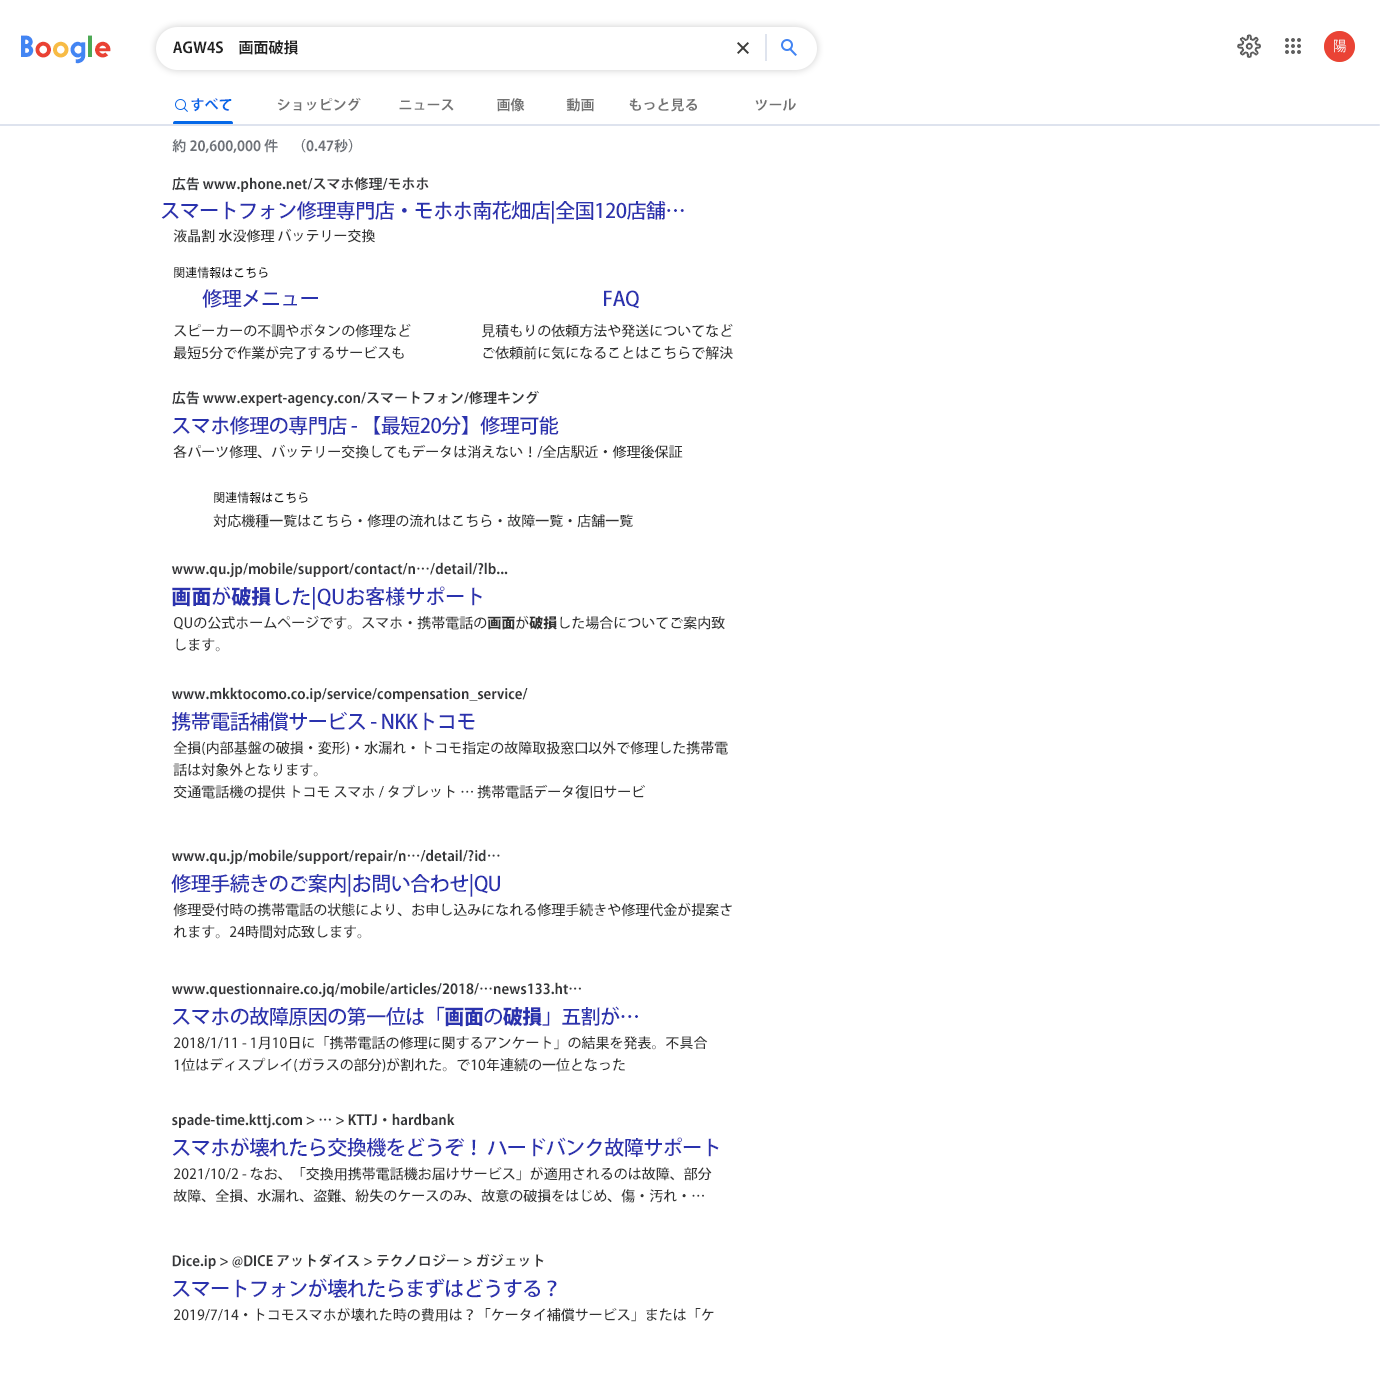 Boogle
AGW4S　画面破損
陽
すべて ショッピング ニュース 画像 動画 もっと見る ツール
約 20,600,000 件　（0.47秒）
広告 www.phone.net/スマホ修理/モホホ
スマートフォン修理専門店・モホホ南花畑店|全国120店舗…
液晶割 水没修理 バッテリー交換
関連情報はこちら
修理メニュー FAQ
スピーカーの不調やボタンの修理など 見積もりの依頼方法や発送についてなど
最短5分で作業が完了するサービスも ご依頼前に気になることはこちらで解決
広告 www.expert-agency.con/スマートフォン/修理キング
スマホ修理の専門店 - 【最短20分】修理可能
各パーツ修理、バッテリー交換してもデータは消えない！/全店駅近・修理後保証
関連情報はこちら
対応機種一覧はこちら・修理の流れはこちら・故障一覧・店舗一覧
www.qu.jp/mobile/support/contact/n…/detail/?lb...
画面が破損した|QUお客様サポート
QUの公式ホームページです。スマホ・携帯電話の画面が破損した場合についてご案内致
します。
www.mkktocomo.co.ip/service/compensation_service/
携帯電話補償サービス - NKKトコモ
全損(内部基盤の破損・変形)・水漏れ・トコモ指定の故障取扱窓口以外で修理した携帯電
話は対象外となります。
交通電話機の提供 トコモ スマホ / タブレット … 携帯電話データ復旧サービ
www.qu.jp/mobile/support/repair/n…/detail/?id…
修理手続きのご案内|お問い合わせ|QU
修理受付時の携帯電話の状態により、お申し込みになれる修理手続きや修理代金が提案さ
れます。24時間対応致します。
www.questionnaire.co.jq/mobile/articles/2018/…news133.ht…
スマホの故障原因の第一位は「画面の破損」五割が…
2018/1/11 - 1月10日に「携帯電話の修理に関するアンケート」の結果を発表。不具合
1位はディスプレイ(ガラスの部分)が割れた。で10年連続の一位となった
spade-time.kttj.com > … > KTTJ・hardbank
スマホが壊れたら交換機をどうぞ！ ハードバンク故障サポート
2021/10/2 - なお、「交換用携帯電話機お届けサービス」が適用されるのは故障、部分
故障、全損、水漏れ、盗難、紛失のケースのみ、故意の破損をはじめ、傷・汚れ・…
Dice.ip > @DICE アットダイス > テクノロジー > ガジェット
スマートフォンが壊れたらまずはどうする？
2019/7/14・トコモスマホが壊れた時の費用は？「ケータイ補償サービス」または「ケ